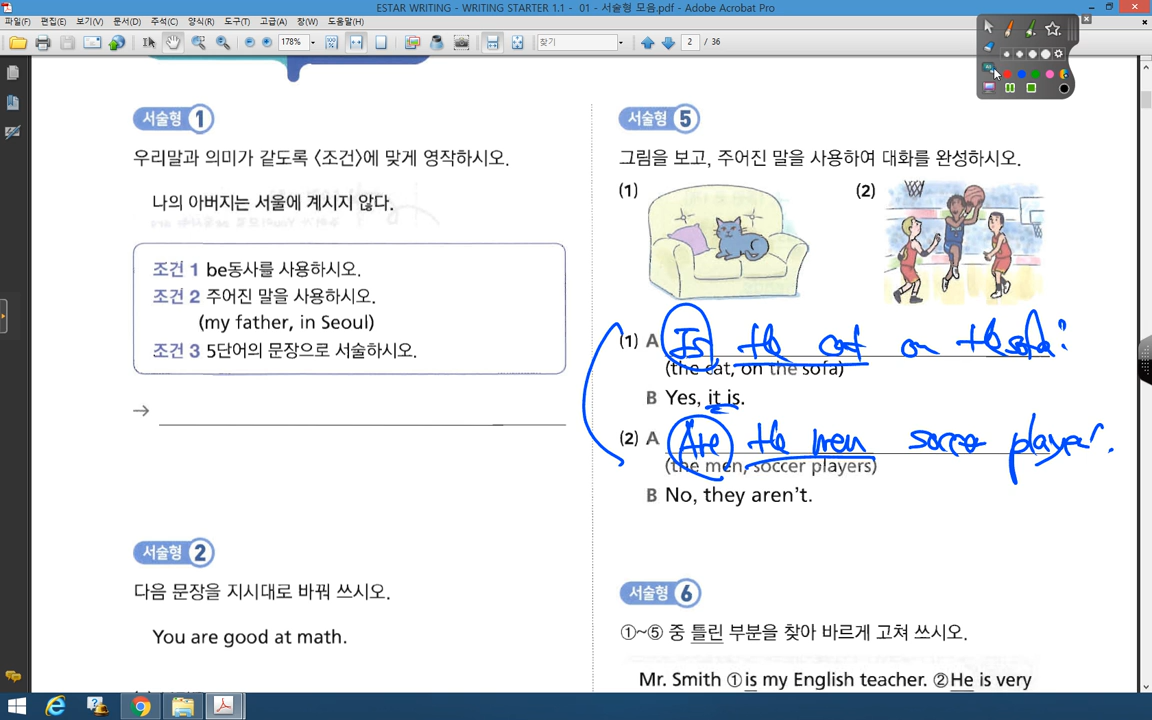 ESTAR WRITING - WRITING STARTER 1.1 - 01 - 서술형 모음.pdf - Adobe Acrobat Pro
파일(F) 편집(E) 보기(V) 문서(D) 주석(C) 양식(R) 도구(T) 고급(A) 창(W) 도움말(H)
178% 찾기 2 / 36
서술형 1
우리말과 의미가 같도록 〈조건〉에 맞게 영작하시오.
나의 아버지는 서울에 계시지 않다.
조건 1 be동사를 사용하시오.
조건 2 주어진 말을 사용하시오.
(my father, in Seoul)
조건 3 5단어의 문장으로 서술하시오.
→
서술형 2
다음 문장을 지시대로 바꿔 쓰시오.
You are good at math.
서술형 5
그림을 보고, 주어진 말을 사용하여 대화를 완성하시오.
(1) (2)
(1) A Is the cat on the sofa?
(the cat, on the sofa)
B Yes, it is.
(2) A Are the men soccer player
(the men, soccer players)
B No, they aren't.
서술형 6
①~⑤ 중 틀린 부분을 찾아 바르게 고쳐 쓰시오.
Mr. Smith ①is my English teacher. ②He is very